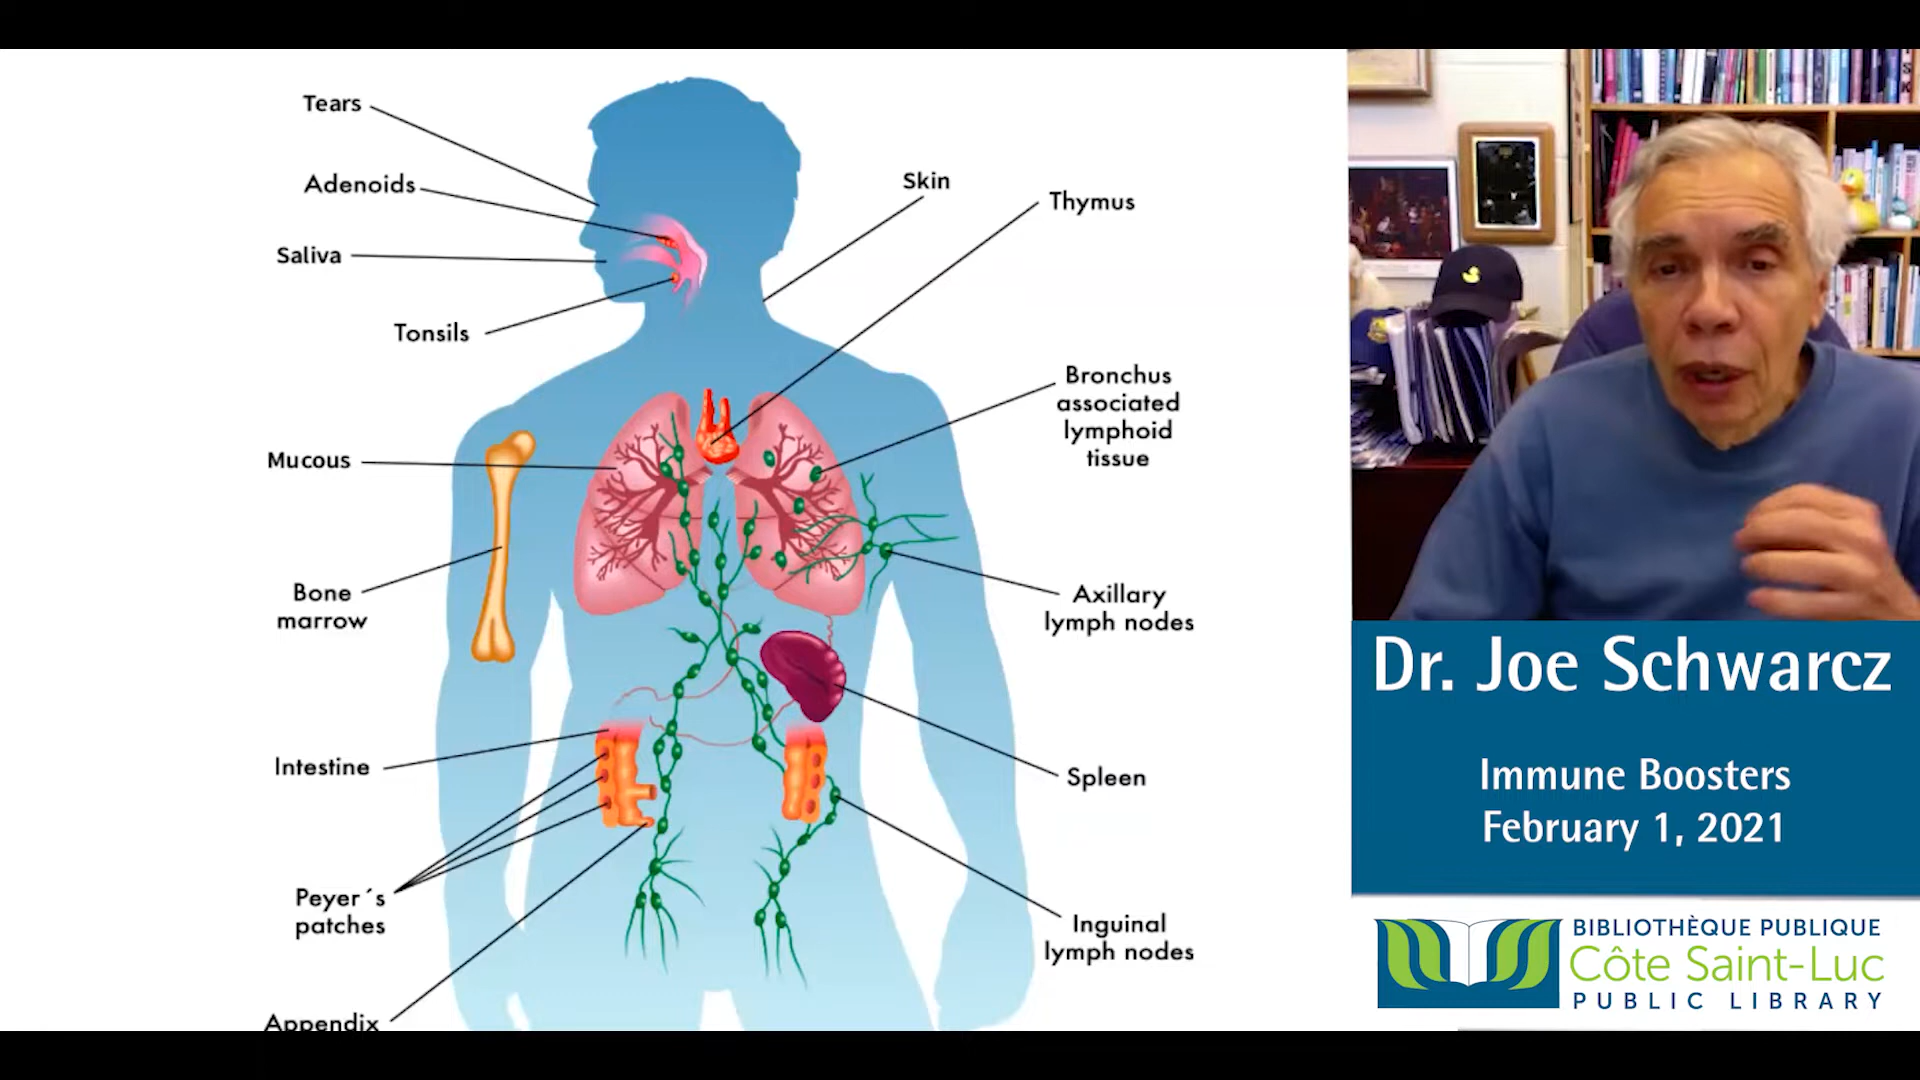 Tears
Adenoids
Saliva
Tonsils
Skin
Thymus
Bronchus
associated
lymphoid
tissue
Mucous
Bone
marrow
Axillary
lymph nodes
Intestine
Spleen
Peyer´s
patches
Inguinal
lymph nodes
Appendix
Dr. Joe Schwarcz
Immune Boosters
February 1, 2021
BIBLIOTHÈQUE PUBLIQUE
Côte Saint-Luc
PUBLIC LIBRARY